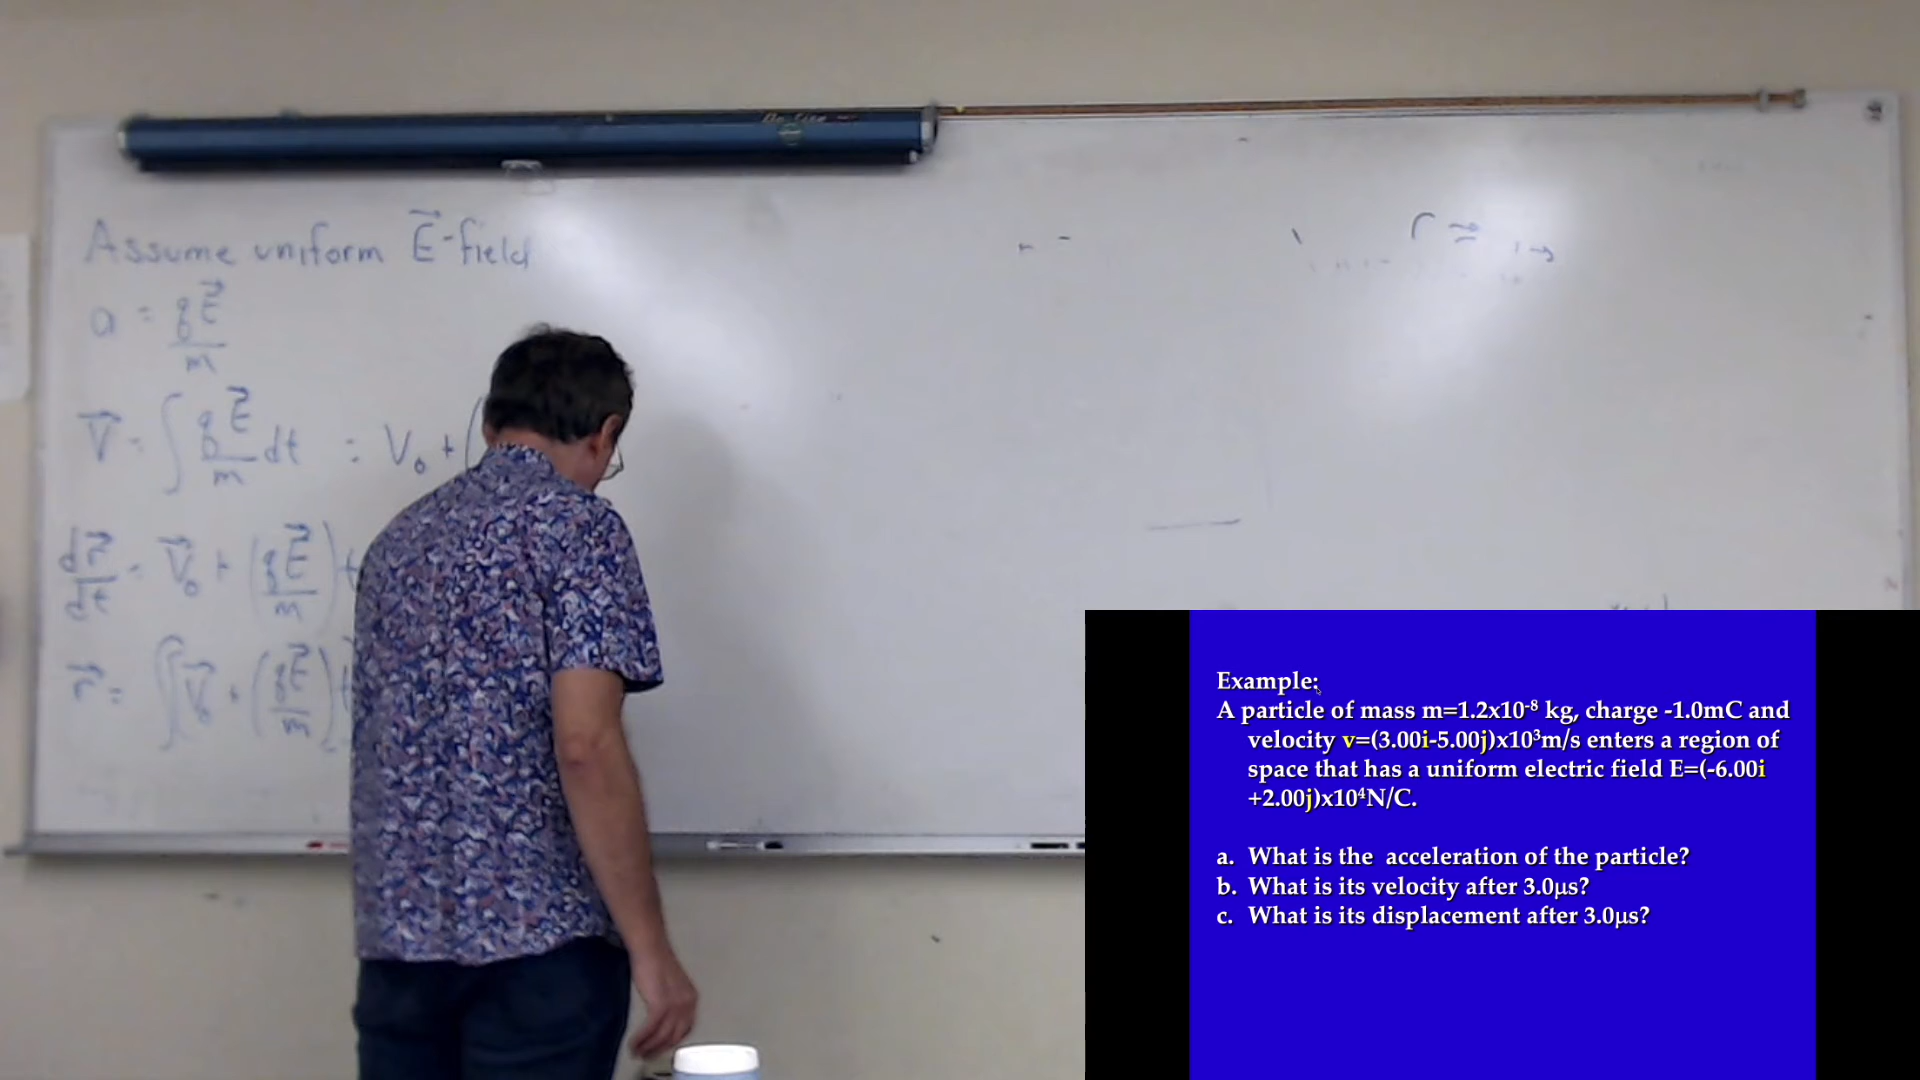 Assume uniform E⃗-field
a = qE⃗/m
V⃗ = ∫ qE⃗/m dt = V₀ + (
dr⃗/dt = V⃗₀ + (qE⃗/m)t
r⃗ = ∫(V⃗₀ + (qE⃗/m)t
Example:
A particle of mass m=1.2x10⁻⁸ kg, charge -1.0mC and
velocity v=(3.00i-5.00j)x10³m/s enters a region of
space that has a uniform electric field E=(-6.00i
+2.00j)x10⁴N/C.
a. What is the acceleration of the particle?
b. What is its velocity after 3.0µs?
c. What is its displacement after 3.0µs?